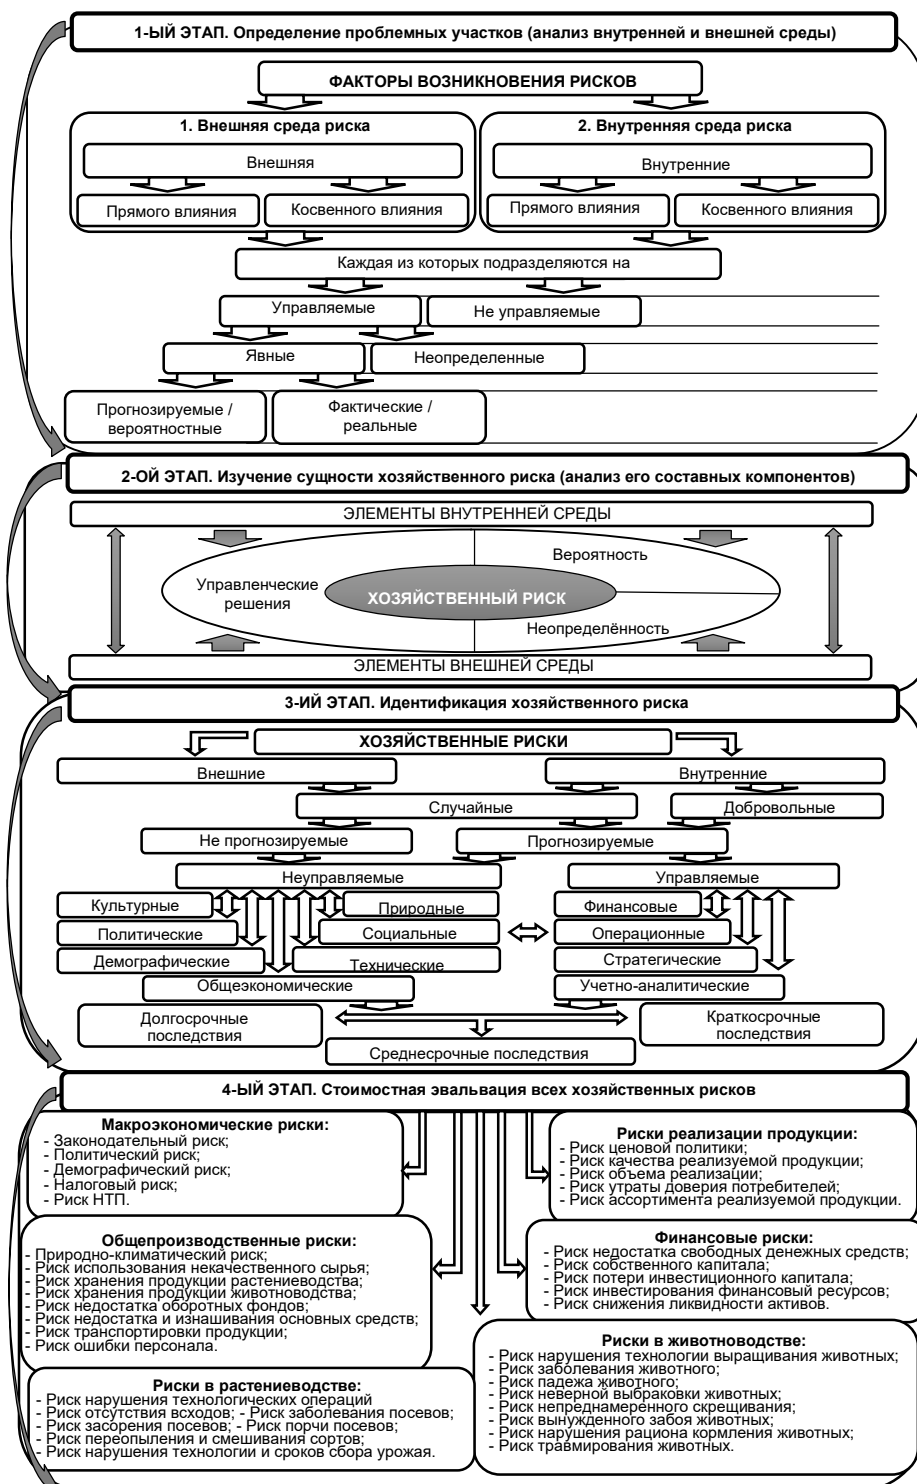 1-ЫЙ ЭТАП. Определение проблемных участков (анализ внутренней и внешней среды)
ФАКТОРЫ ВОЗНИКНОВЕНИЯ РИСКОВ
1. Внешняя среда риска
Внешняя
Прямого влияния
Косвенного влияния
2. Внутренняя среда риска
Внутренние
Прямого влияния
Косвенного влияния
Каждая из которых подразделяются на
Управляемые
Не управляемые
Явные
Неопределенные
Прогнозируемые /
вероятностные
Фактические /
реальные
2-ОЙ ЭТАП. Изучение сущности хозяйственного риска (анализ его составных компонентов)
ЭЛЕМЕНТЫ ВНУТРЕННЕЙ СРЕДЫ
Вероятность
Управленческие
решения
ХОЗЯЙСТВЕННЫЙ РИСК
Неопределённость
ЭЛЕМЕНТЫ ВНЕШНЕЙ СРЕДЫ
3-ИЙ ЭТАП. Идентификация хозяйственного риска
ХОЗЯЙСТВЕННЫЕ РИСКИ
Внешние
Внутренние
Случайные
Добровольные
Не прогнозируемые
Прогнозируемые
Неуправляемые
Управляемые
Культурные
Природные
Финансовые
Политические
Социальные
Операционные
Демографические
Технические
Стратегические
Общеэкономические
Учетно-аналитические
Долгосрочные
последствия
Краткосрочные
последствия
Среднесрочные последствия
4-ЫЙ ЭТАП. Стоимостная эвальвация всех хозяйственных рисков
Макроэкономические риски:
- Законодательный риск;
- Политический риск;
- Демографический риск;
- Налоговый риск;
- Риск НТП.
Риски реализации продукции:
- Риск ценовой политики;
- Риск качества реализуемой продукции;
- Риск объема реализации;
- Риск утраты доверия потребителей;
- Риск ассортимента реализуемой продукции.
Общепроизводственные риски:
- Природно-климатический риск;
- Риск использования некачественного сырья;
- Риск хранения продукции растениеводства;
- Риск хранения продукции животноводства;
- Риск недостатка оборотных фондов;
- Риск недостатка и изнашивания основных средств;
- Риск транспортировки продукции;
- Риск ошибки персонала.
Финансовые риски:
- Риск недостатка свободных денежных средств;
- Риск собственного капитала;
- Риск потери инвестиционного капитала;
- Риск инвестирования финансовый ресурсов;
- Риск снижения ликвидности активов.
Риски в растениеводстве:
- Риск нарушения технологических операций
- Риск отсутствия всходов; - Риск заболевания посевов;
- Риск засорения посевов; - Риск порчи посевов;
- Риск переопыления и смешивания сортов;
- Риск нарушения технологии и сроков сбора урожая.
Риски в животноводстве:
- Риск нарушения технологии выращивания животных;
- Риск заболевания животного;
- Риск падежа животного;
- Риск неверной выбраковки животных;
- Риск непреднамеренного скрещивания;
- Риск вынужденного забоя животных;
- Риск нарушения рациона кормления животных;
- Риск травмирования животных.